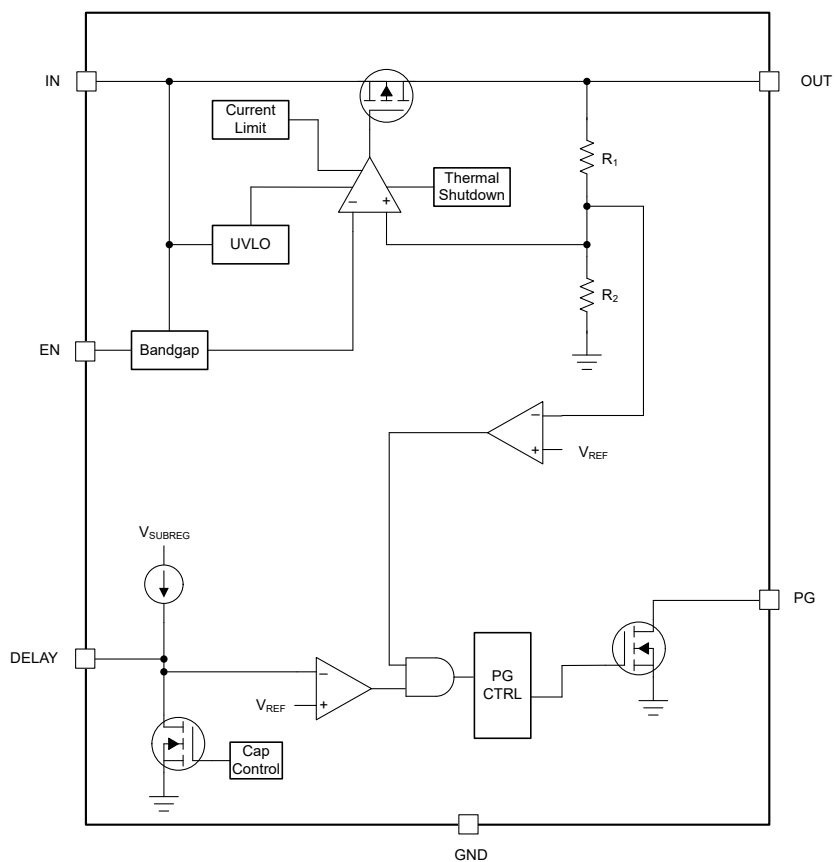 IN
OUT
Current
Limit
R1
Thermal
Shutdown
−
+
UVLO
R2
EN
Bandgap
−
+
VREF
VSUBREG
PG
DELAY
−
VREF
+
PG
CTRL
Cap
Control
GND